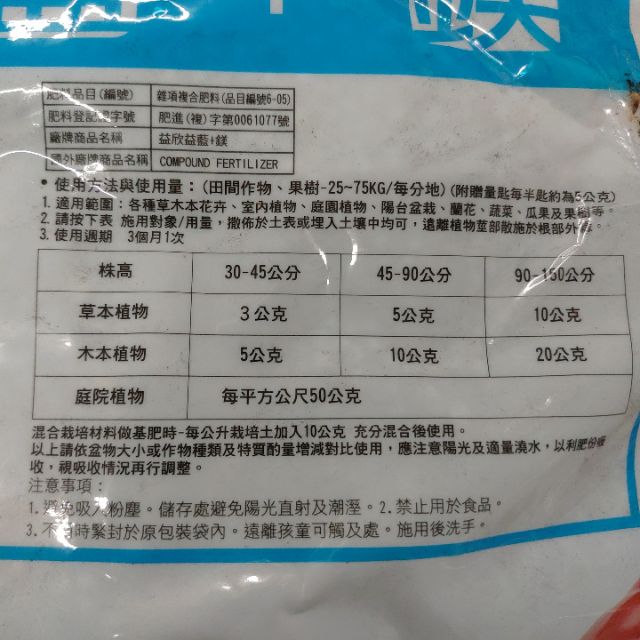 肥料品目(編號) 雜項複合肥料(品目編號6-05)
肥料登記證字號 肥進(複)字第0061077號
廠牌商品名稱 益欣益藍+鎂
國外廠牌商品名稱 COMPOUND FERTILIZER
• 使用方法與使用量：(田間作物、果樹-25~75KG/每分地)(附贈量匙每半匙約為5公克)
1. 適用範圍：各種草木本花卉、室內植物、庭園植物、陽台盆栽、蘭花、蔬菜、瓜果及果樹等。
2. 請按下表 施用對象/用量，撒佈於土表或埋入土壤中均可，遠離植物莖部散施於根部外毒。
3. 使用週期 3個月1次
株高 30-45公分 45-90公分 90-150公分
草本植物 3公克 5公克 10公克
木本植物 5公克 10公克 20公克
庭院植物 每平方公尺50公克
混合栽培材料做基肥時-每公升栽培土加入10公克 充分混合後使用。
以上請依盆物大小或作物種類及特質酌量增減對比使用，應注意陽光及適量澆水，以利肥份吸
收，視吸收情況再行調整。
注意事項：
1. 避免吸入粉塵。儲存處避免陽光直射及潮溼。2. 禁止用於食品。
3. 不用時緊封於原包裝袋內。遠離孩童可觸及處。施用後洗手。